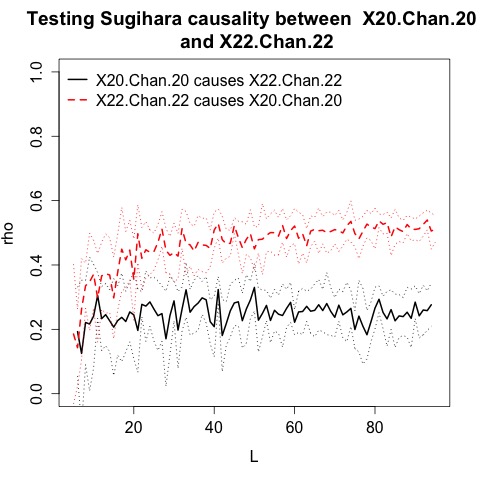 Testing Sugihara causality between  X20.Chan.20
and X22.Chan.22
X20.Chan.20 causes X22.Chan.22
X22.Chan.22 causes X20.Chan.20
rho
1.0
0.8
0.6
0.4
0.2
0.0
20 40 60 80
L